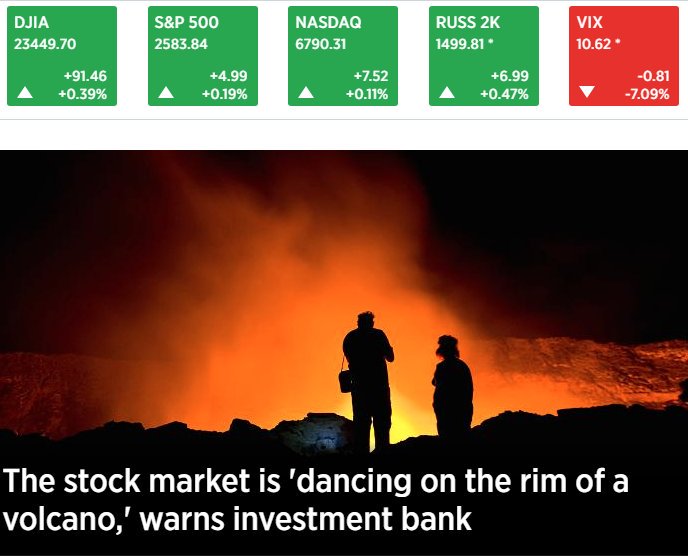 DJIA
23449.70
+91.46
+0.39%
S&P 500
2583.84
+4.99
+0.19%
NASDAQ
6790.31
+7.52
+0.11%
RUSS 2K
1499.81 *
+6.99
+0.47%
VIX
10.62 *
-0.81
-7.09%
The stock market is 'dancing on the rim of a
volcano,' warns investment bank